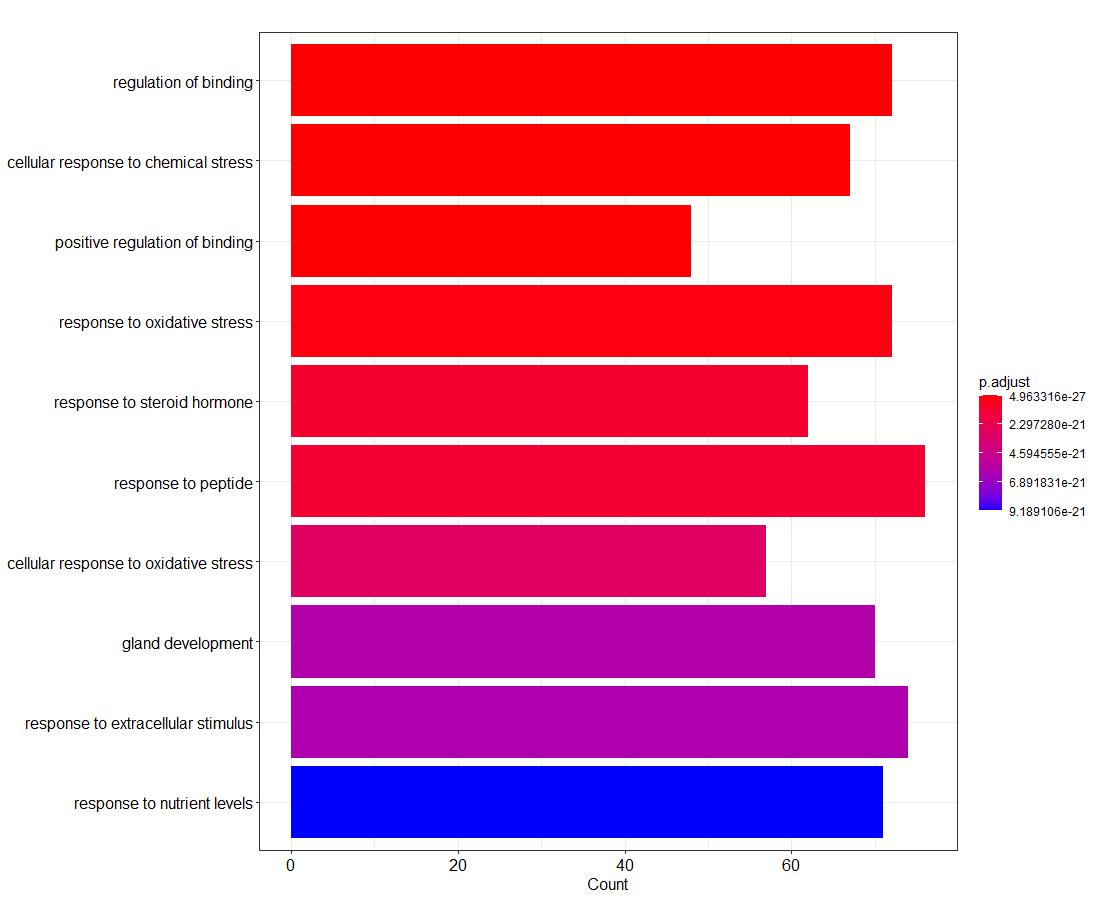 regulation of binding
cellular response to chemical stress
positive regulation of binding
response to oxidative stress
response to steroid hormone
response to peptide
cellular response to oxidative stress
gland development
response to extracellular stimulus
response to nutrient levels
0 20 40 60
Count
p.adjust
4.963316e-27
2.297280e-21
4.594555e-21
6.891831e-21
9.189106e-21